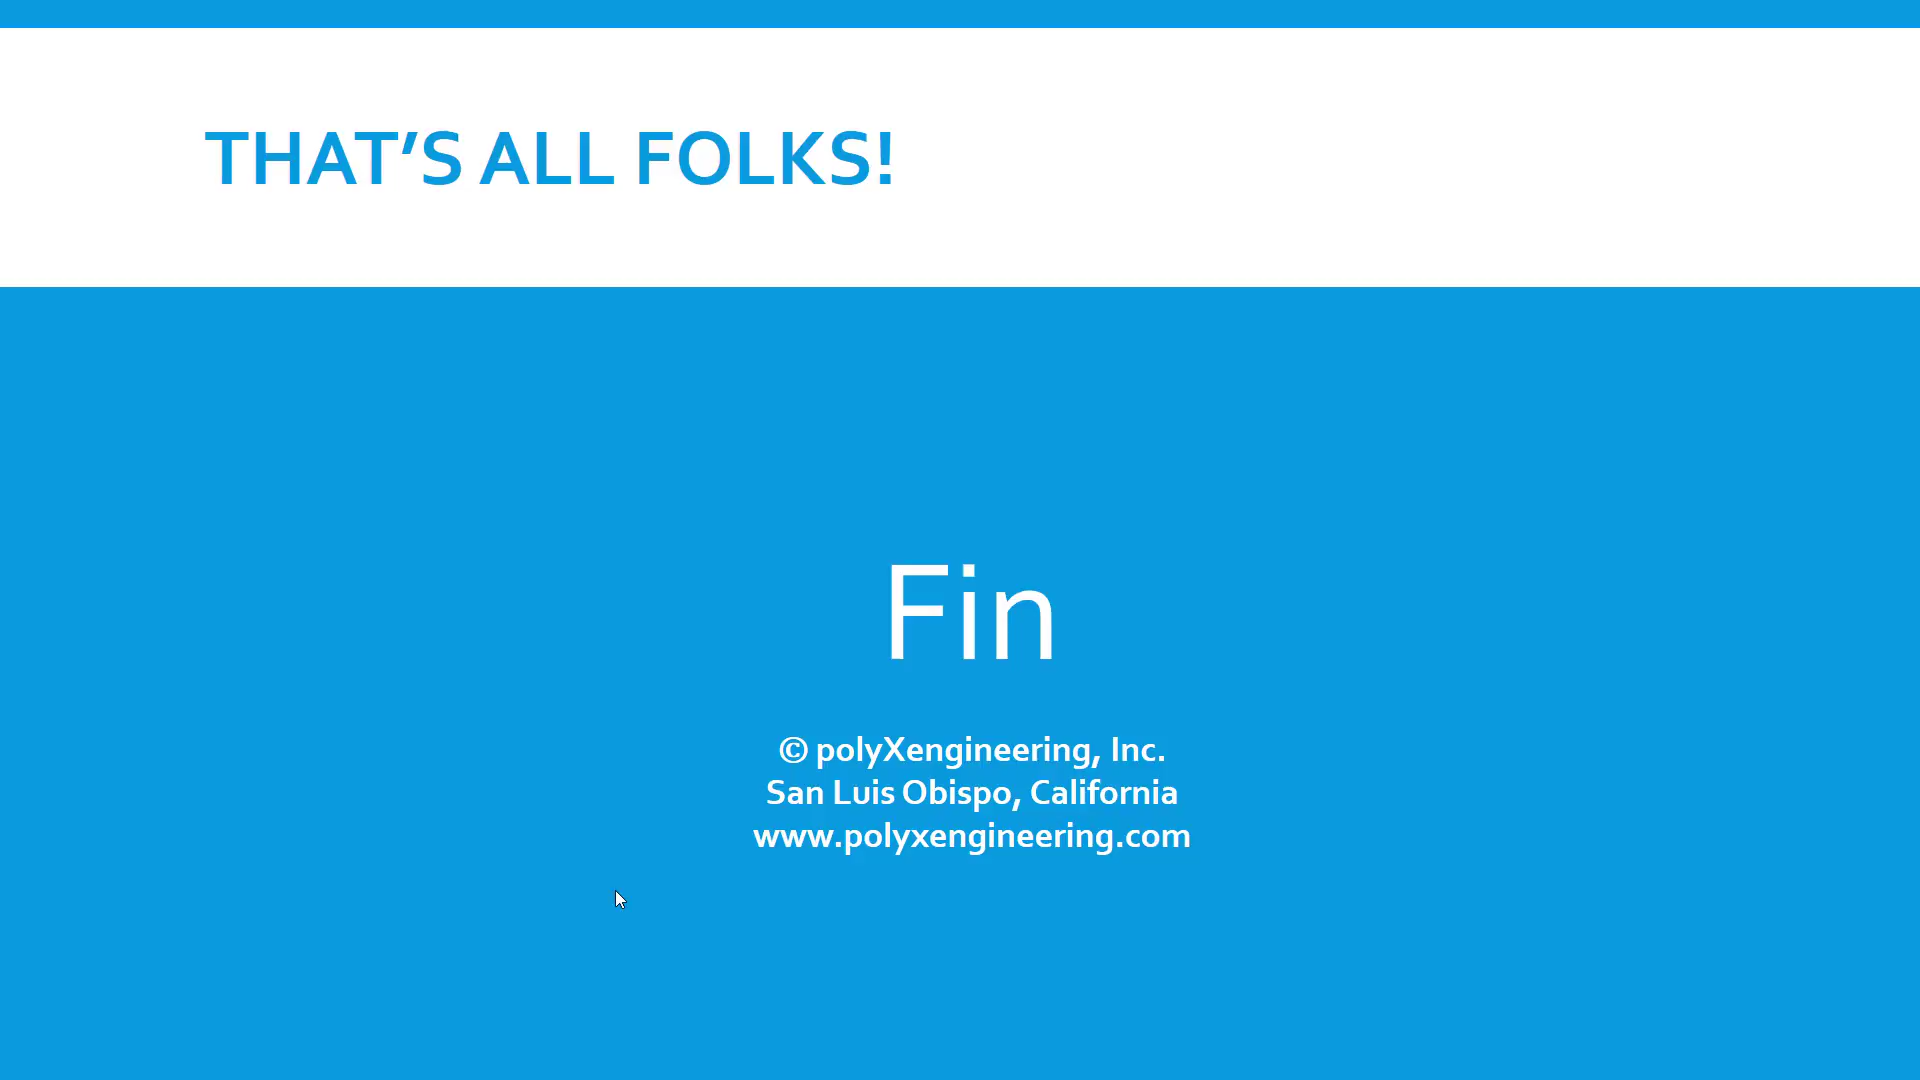 THAT’S ALL FOLKS!
Fin
© polyXengineering, Inc.
San Luis Obispo, California
www.polyxengineering.com